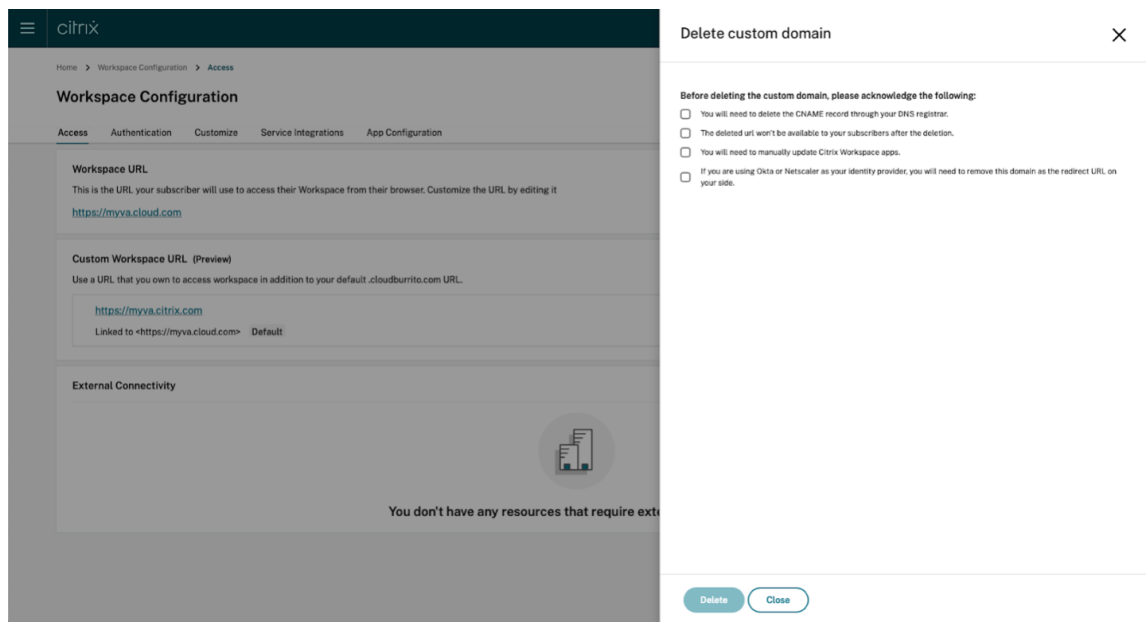 citrix
Home > Workspace Configuration > Access
Workspace Configuration
Access Authentication Customize Service Integrations App Configuration
Workspace URL
This is the URL your subscriber will use to access their Workspace from their browser. Customize the URL by editing it
https://myva.cloud.com
Custom Workspace URL (Preview)
Use a URL that you own to access workspace in addition to your default .cloudburrito.com URL.
https://myva.citrix.com
Linked to <https://myva.cloud.com> Default
External Connectivity
You don't have any resources that require exte
Delete custom domain
Before deleting the custom domain, please acknowledge the following:
You will need to delete the CNAME record through your DNS registrar.
The deleted url won't be available to your subscribers after the deletion.
You will need to manually update Citrix Workspace apps.
If you are using Okta or Netscaler as your identity provider, you will need to remove this domain as the redirect URL on
your side.
Delete Close